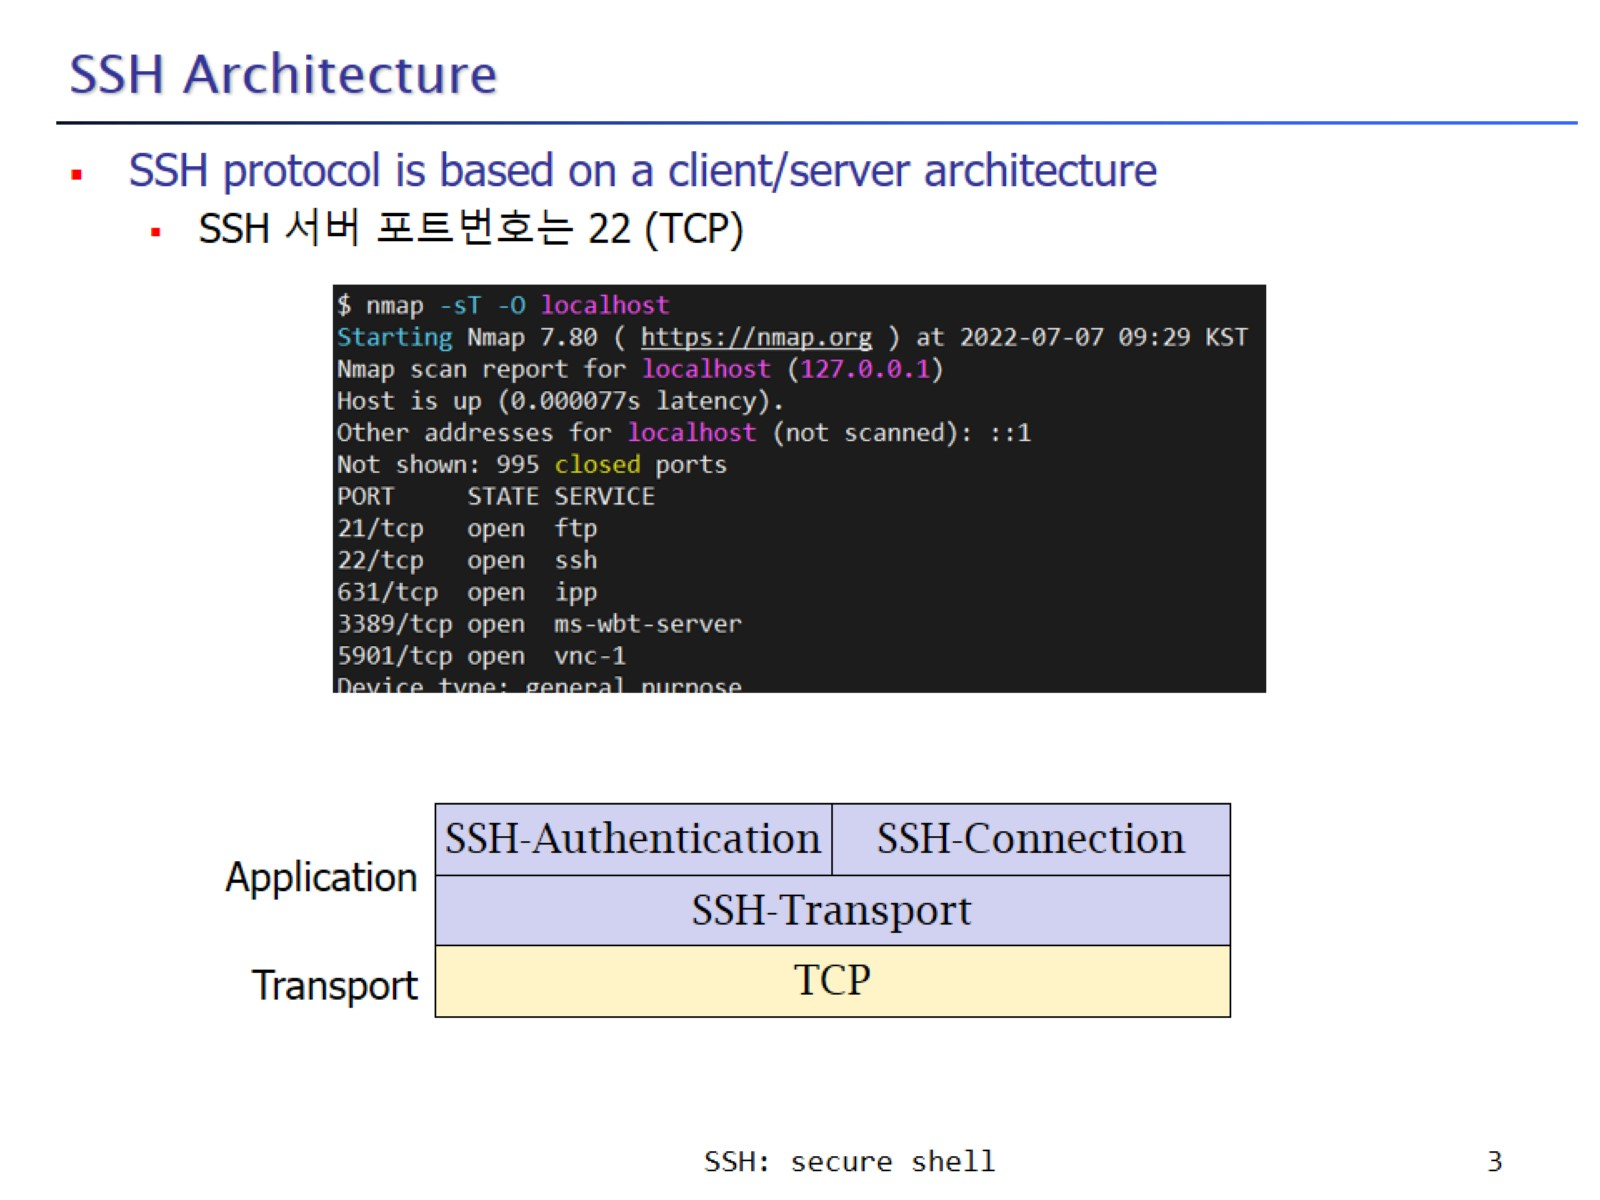 SSH Architecture
SSH protocol is based on a client/server architecture
SSH 서버 포트번호는 22 (TCP)
$ nmap -sT -O localhost
Starting Nmap 7.80 ( https://nmap.org ) at 2022-07-07 09:29 KST
Nmap scan report for localhost (127.0.0.1)
Host is up (0.000077s latency).
Other addresses for localhost (not scanned): ::1
Not shown: 995 closed ports
PORT     STATE SERVICE
21/tcp   open  ftp
22/tcp   open  ssh
631/tcp  open  ipp
3389/tcp open  ms-wbt-server
5901/tcp open  vnc-1
Device type: general purpose
SSH-Authentication SSH-Connection
Application
SSH-Transport
Transport TCP
SSH: secure shell 3